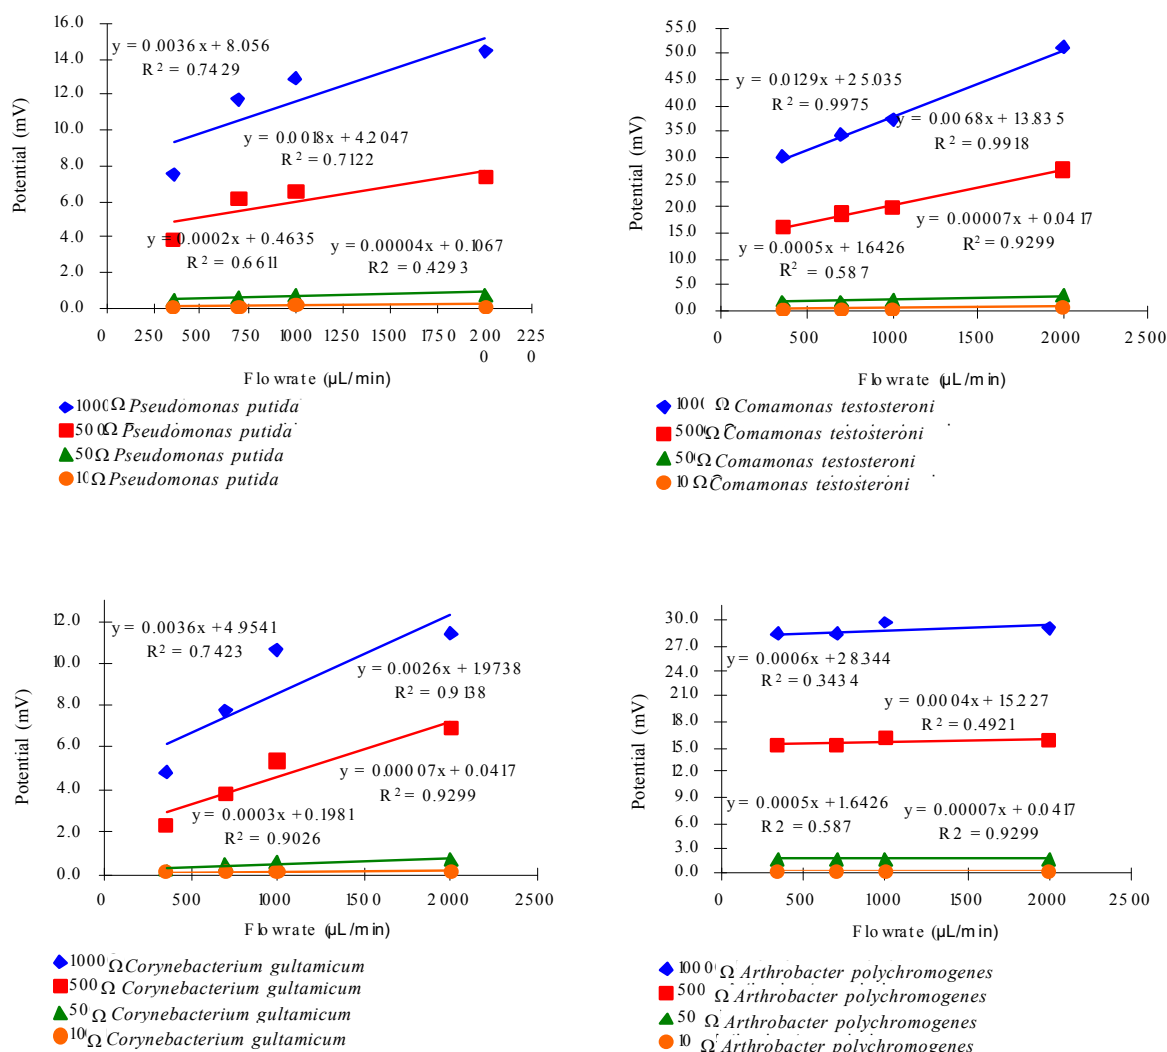 16.0
14.0
12.0
10.0
8.0
6.0
4.0
2.0
0.0
Potential (mV)
y = 0.0036x + 8.056
R² = 0.7429
y = 0.0018x + 4.2047
R² = 0.7122
y = 0.0002x + 0.4635
R² = 0.6611
y = 0.00004x + 0.1067
R2 = 0.4293
0 250 500 750 1000 1250 1500 1750 200 225
0 0
Flowrate (µL/min)
1000Ω Pseudomonas putida
500Ω Pseudomonas putida
50Ω Pseudomonas putida
10Ω Pseudomonas putida
55.0
50.0
45.0
40.0
35.0
30.0
25.0
20.0
15.0
10.0
5.0
0.0
Potential (mV)
y = 0.0129x + 25.035
R² = 0.9975
y = 0.0068x + 13.835
R² = 0.9918
y = 0.00007x + 0.0417
R² = 0.9299
y = 0.0005x + 1.6426
R² = 0.587
0 500 1000 1500 2000 2500
Flowrate (µL/min)
1000 Ω Comamonas testosteroni
500Ω Comamonas testosteroni
50Ω Comamonas testosteroni
10 Ω Comamonas testosteroni
12.0
10.0
8.0
6.0
4.0
2.0
0.0
Potential (mV)
y = 0.0036x + 4.9541
R² = 0.7423
y = 0.0026x + 1.9738
R² = 0.9138
y = 0.00007x + 0.0417
R² = 0.9299
y = 0.0003x + 0.1981
R² = 0.9026
0 500 1000 1500 2000 2500
Flowrate (µL/min)
1000 Ω Corynebacterium gultamicum
500 Ω Corynebacterium gultamicum
50 Ω Corynebacterium gultamicum
10 Ω Corynebacterium gultamicum
30.0
27.0
24.0
21.0
18.0
15.0
12.0
9.0
6.0
3.0
0.0
Potential (mV)
y = 0.0006x + 28.344
R² = 0.3434
y = 0.0004x + 15.227
R² = 0.4921
y = 0.0005x + 1.6426
R2 = 0.587
y = 0.00007x + 0.0417
R2 = 0.9299
0 500 1000 1500 2000 2500
Flowrate (µL/min)
1000 Ω Arthrobacter polychromogenes
500 Ω Arthrobacter polychromogenes
50 Ω Arthrobacter polychromogenes
10 Ω Arthrobacter polychromogenes